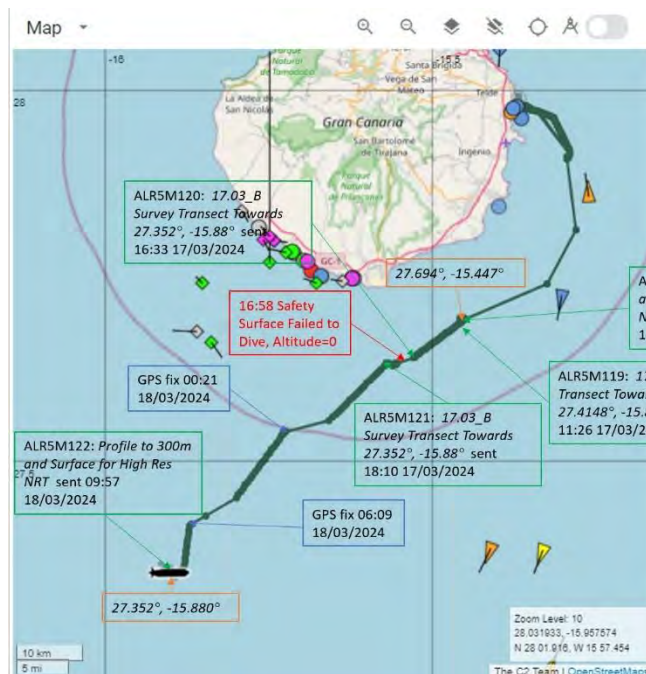 Map
-16
-15.5
28
27.5
Parque
Natural de
Tamadaba
La Aldea de
San Nicolás
Santa Brígida
Vega de San
Mateo
Telde
Gran Canaria
San Bartolomé
de Tirajana
Ingenio
GC-1
ALR5M120: 17.03_B
Survey Transect Towards
27.352°, -15.88° sent
16:33 17/03/2024
27.694°, -15.447°
16:58 Safety
Surface Failed to
Dive, Altitude=0
GPS fix 00:21
18/03/2024
ALR5M119:
Transect Towards
27.4148°,
11:26 17/03/2
ALR5M121: 17.03_B
Survey Transect Towards
27.352°, -15.88° sent
18:10 17/03/2024
ALR5M122: Profile to 300m
and Surface for High Res
NRT sent 09:57
18/03/2024
GPS fix 06:09
18/03/2024
27.352°, -15.880°
Zoom Level: 10
28.031933, -15.957574
N 28 01.916, W 15 57.454
10 km
5 mi
The C2 Team | OpenStreetMap